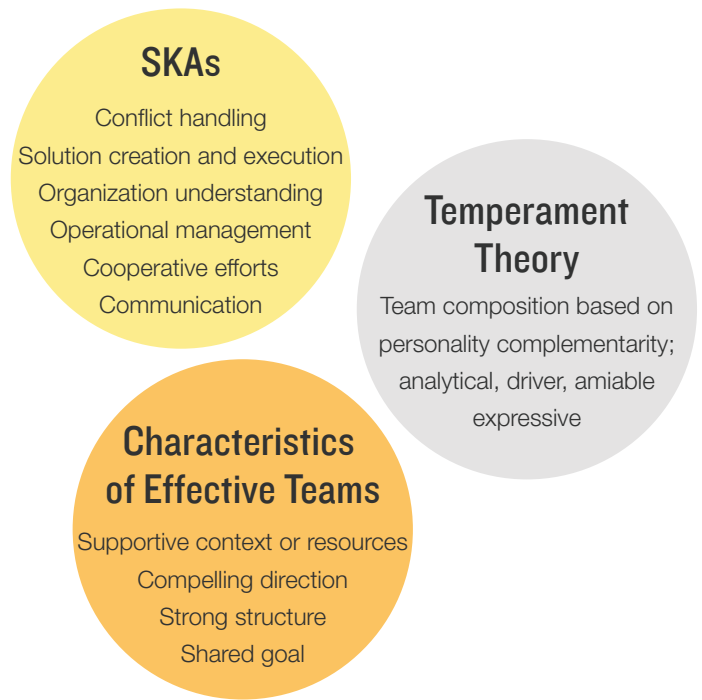 SKAs
Conflict handling
Solution creation and execution
Organization understanding
Operational management
Cooperative efforts
Communication
Temperament
Theory
Team composition based on
personality complementarity;
analytical, driver, amiable
expressive
Characteristics
of Effective Teams
Supportive context or resources
Compelling direction
Strong structure
Shared goal